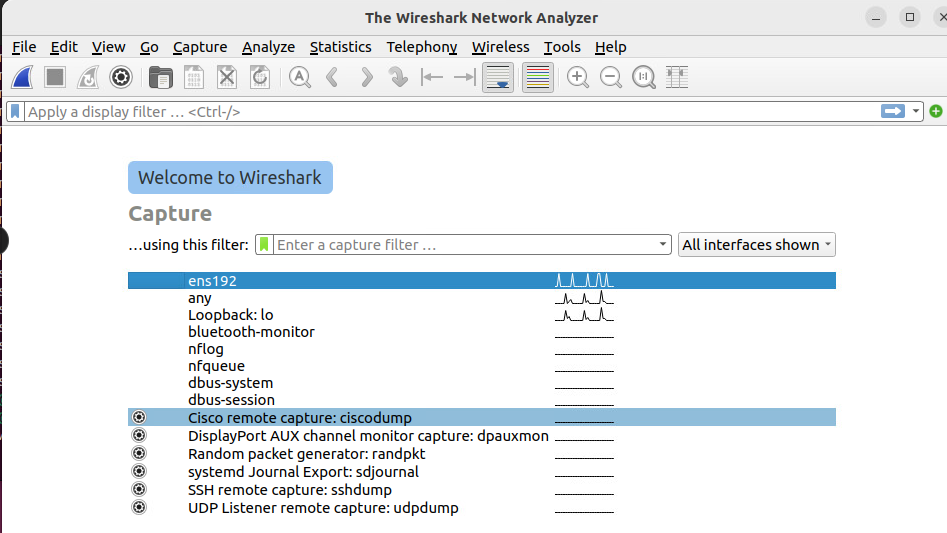 The Wireshark Network Analyzer
File Edit View Go Capture Analyze Statistics Telephony Wireless Tools Help
Apply a display filter … <Ctrl-/>
Welcome to Wireshark
Capture
…using this filter: Enter a capture filter … All interfaces shown
ens192
any
Loopback: lo
bluetooth-monitor
nflog
nfqueue
dbus-system
dbus-session
Cisco remote capture: ciscodump
DisplayPort AUX channel monitor capture: dpauxmon
Random packet generator: randpkt
systemd Journal Export: sdjournal
SSH remote capture: sshdump
UDP Listener remote capture: udpdump